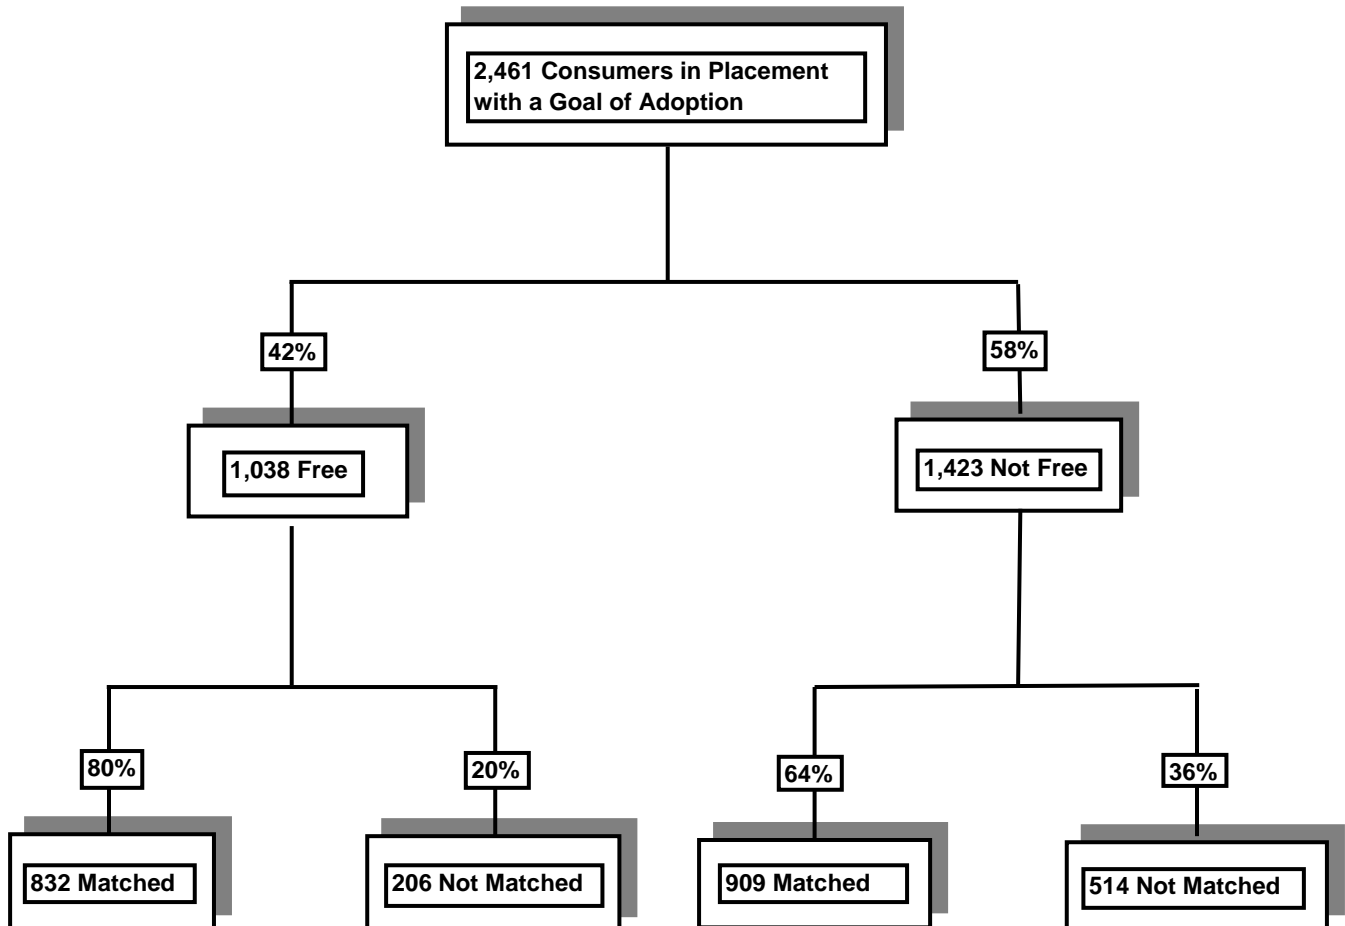 2,461 Consumers in Placement
with a Goal of Adoption
42%
58%
1,038 Free
1,423 Not Free
80%
20%
64%
36%
832 Matched
206 Not Matched
909 Matched
514 Not Matched